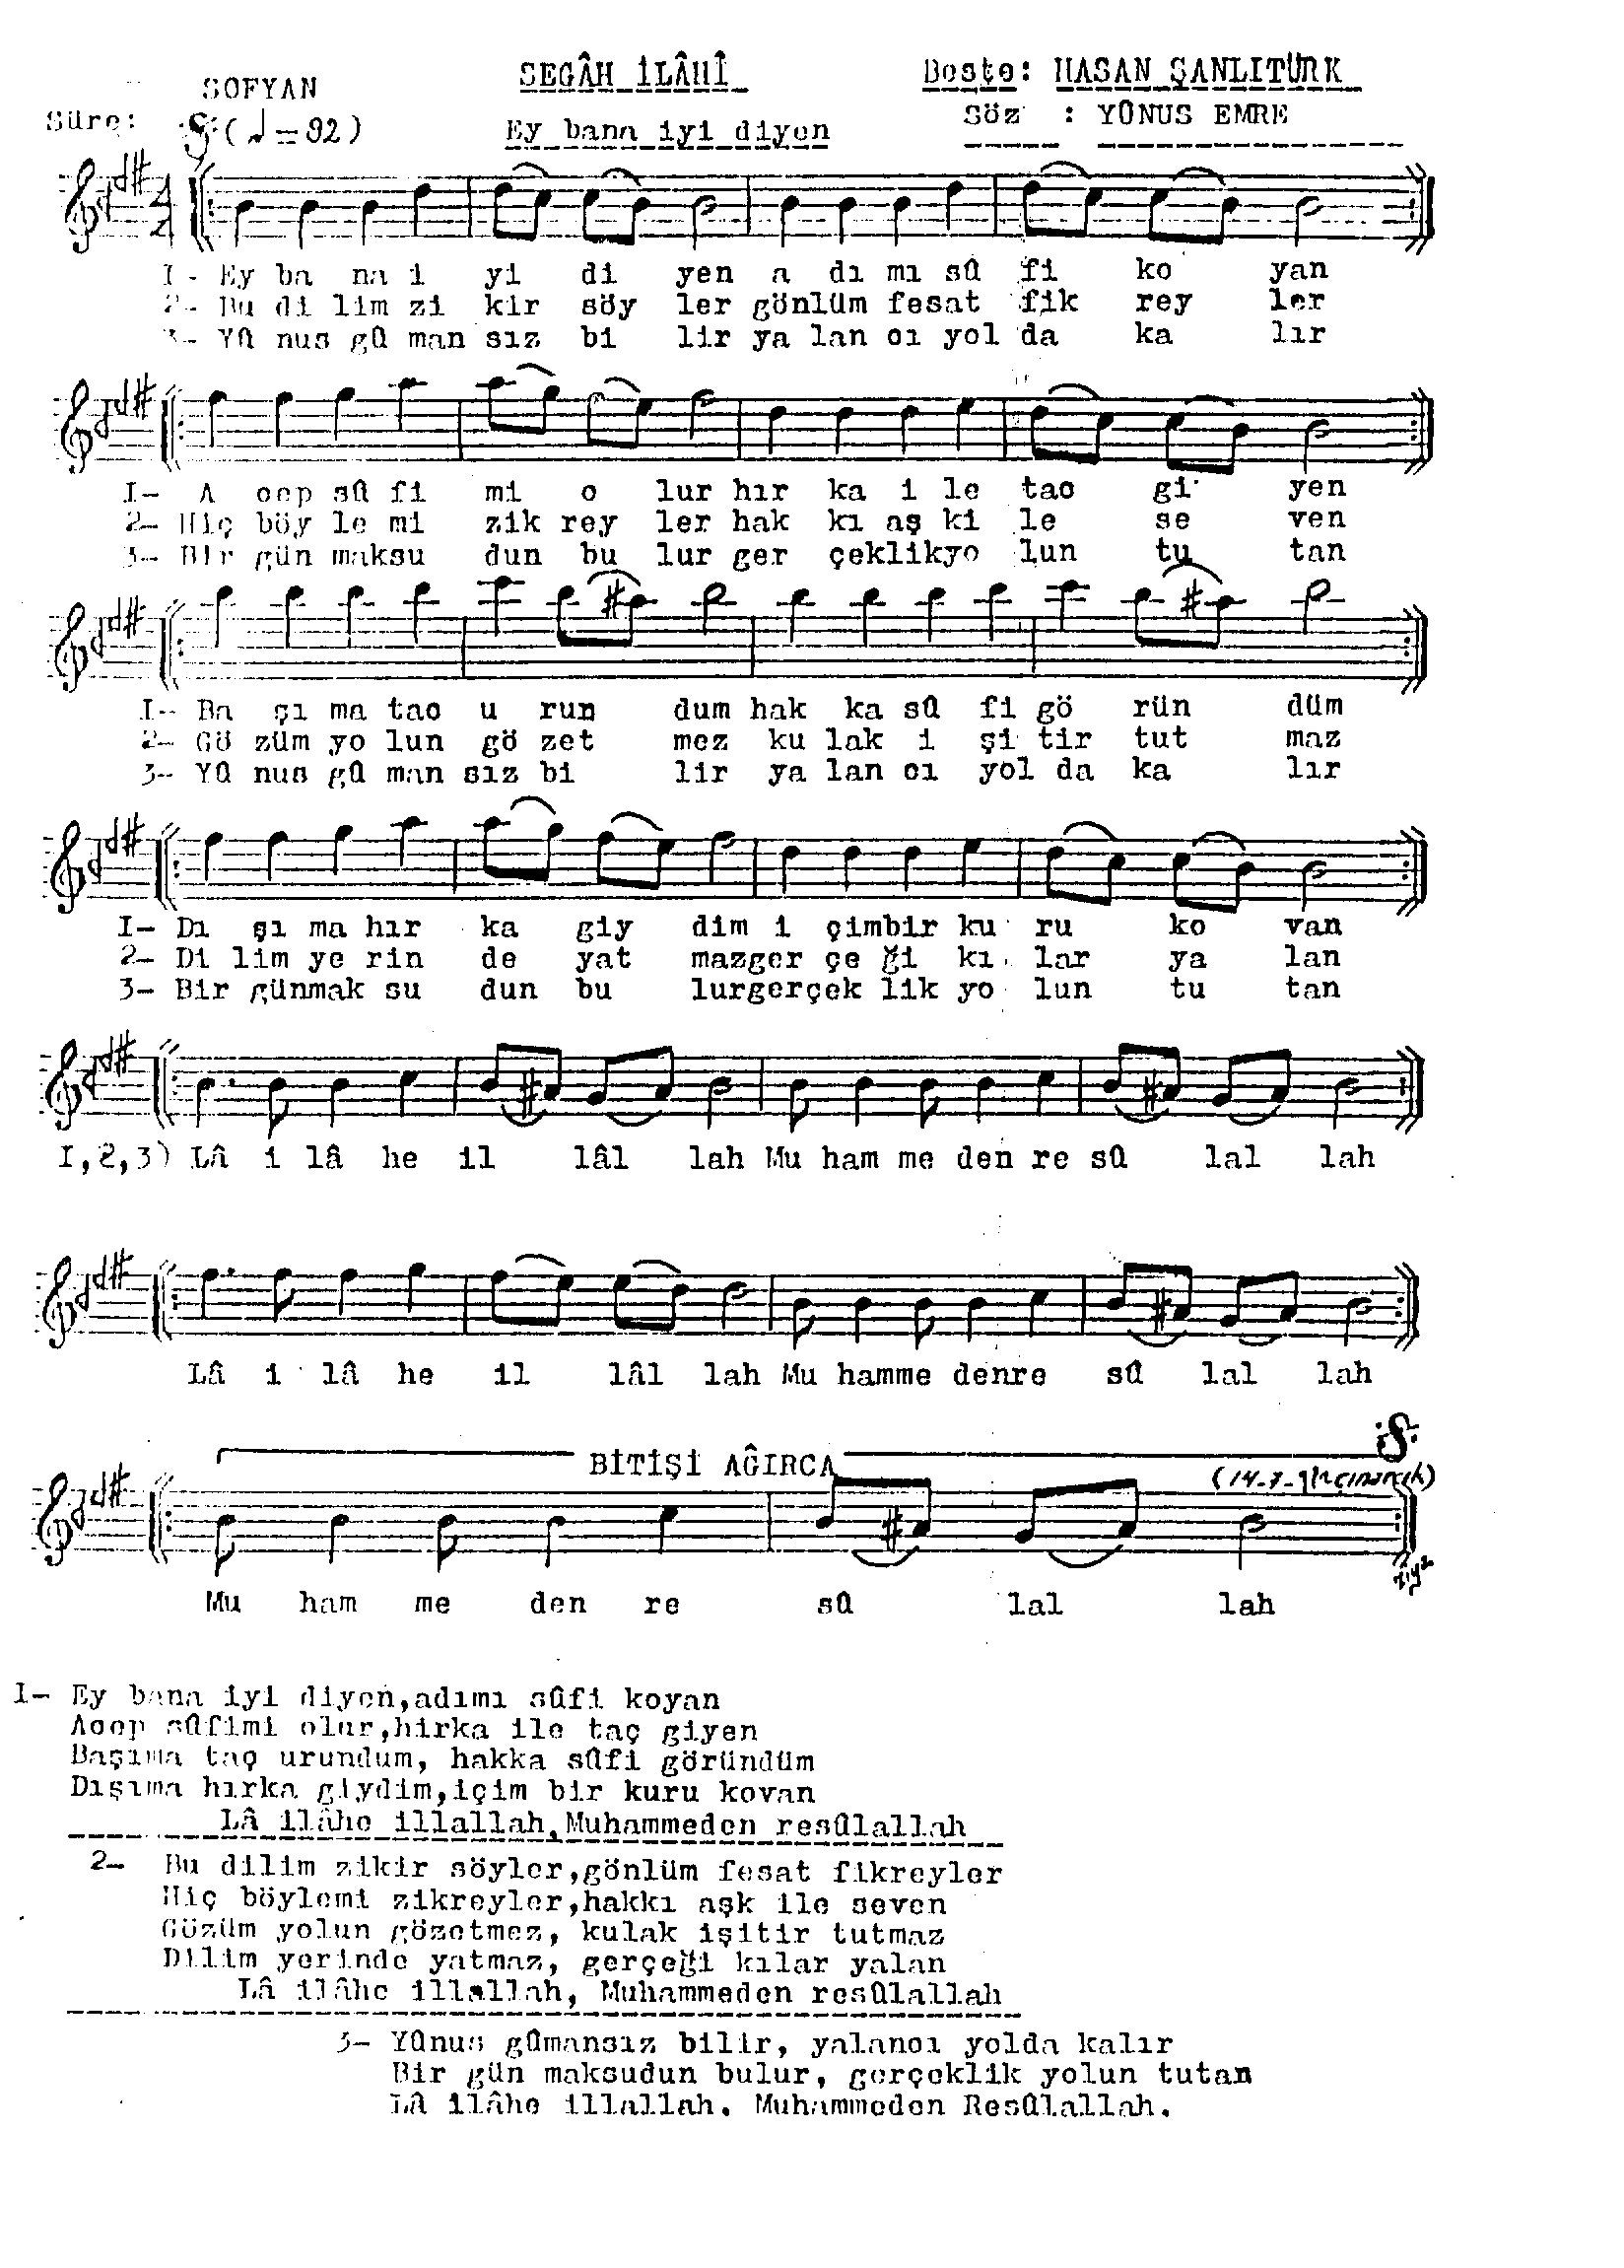 SOFYAN
SEGÂH İLÂHÎ
Beste: HASAN ŞANLITÜRK
Süre:
(♩=92)
Ey bana iyi diyen
Söz : YÛNUS EMRE
I- Ey ba na i yi di yen a dı mı sû fi ko yan
2- Bu di lim zi kir söy ler gönlüm fesat fik rey ler
3- Yû nus gû man sız bi lir ya lan cı yol da ka lır
I- A cep sû fi mi o lur hır ka i le tac gi yen
2- Hiç böy le mi zik rey ler hak kı aş ki le se ven
3- Bir gün maksu dun bu lur ger çeklikyo lun tu tan
I- Ba şı ma tac u run dum hak ka sû fi gö rün düm
2- Gö züm yo lun gö zet mez ku lak i şi tir tut maz
3- Yû nus gû man sız bi lir ya lan cı yol da ka lır
I- Dı şı ma hır ka giy dim i çimbir ku ru ko van
2- Di lim ye rin de yat mazger çe ği kı lar ya lan
3- Bir günmak su dun bu lurgerçek lik yo lun tu tan
I,2,3) Lâ i lâ he il lâl lah Mu ham me den re sû lal lah
Lâ i lâ he il lâl lah Mu hamme denre sû lal lah
BİTİŞİ AĞIRCA
Mu ham me den re sû lal lah
I- Ey bana iyi diyen,adımı sûfi koyan
Acep sûfimi olur,hirka ile taç giyen
Başıma taç urundum, hakka sûfi göründüm
Dışıma hırka giydim,içim bir kuru kovan
Lâ ilâhe illallah,Muhammeden resûlallah
2- Bu dilim zikir söyler,gönlüm fesat fikreyler
Hiç böylemi zikreyler,hakkı aşk ile seven
Gözüm yolun gözetmez, kulak işitir tutmaz
Dilim yerinde yatmaz, gerçeği kılar yalan
Lâ ilâhe illallah, Muhammeden resûlallah
3- Yûnus gûmansız bilir, yalancı yolda kalır
Bir gün maksudun bulur, gerçeklik yolun tutan
Lâ ilâhe illallah. Muhammeden Resûlallah.